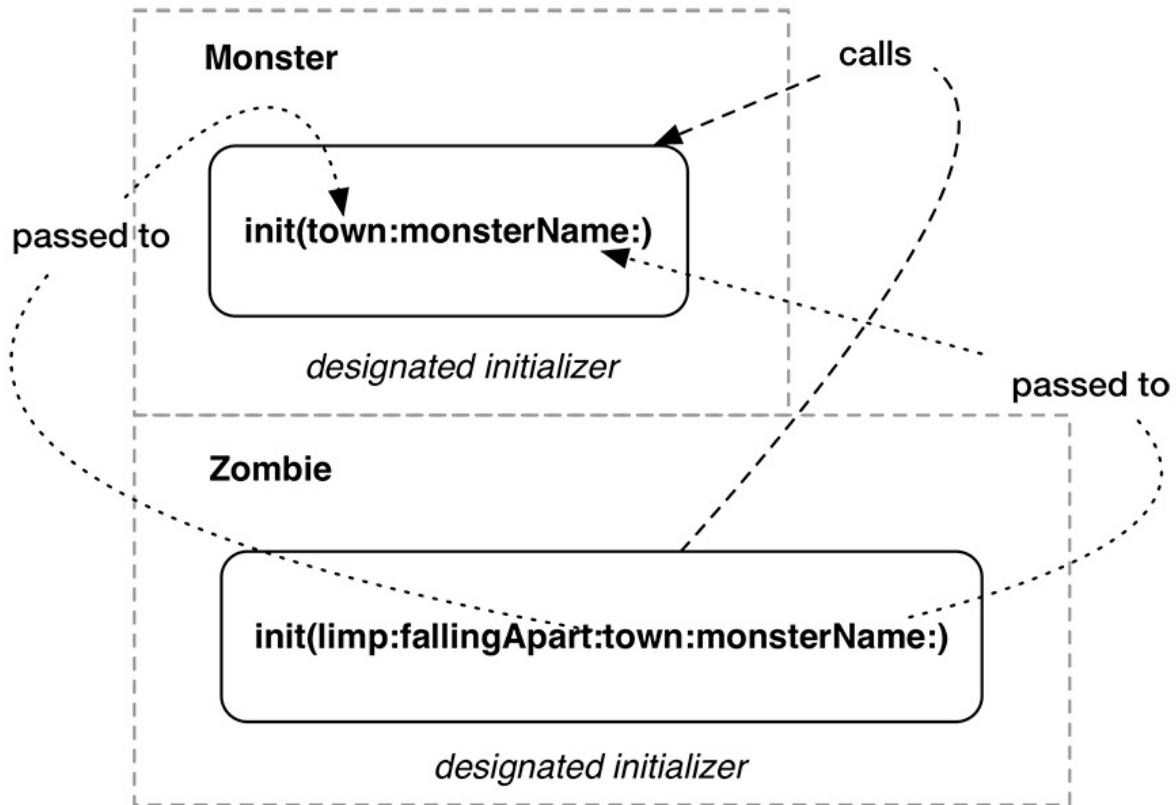 Monster
calls
passed to
init(town:monsterName:)
designated initializer
passed to
Zombie
init(limp:fallingApart:town:monsterName:)
designated initializer